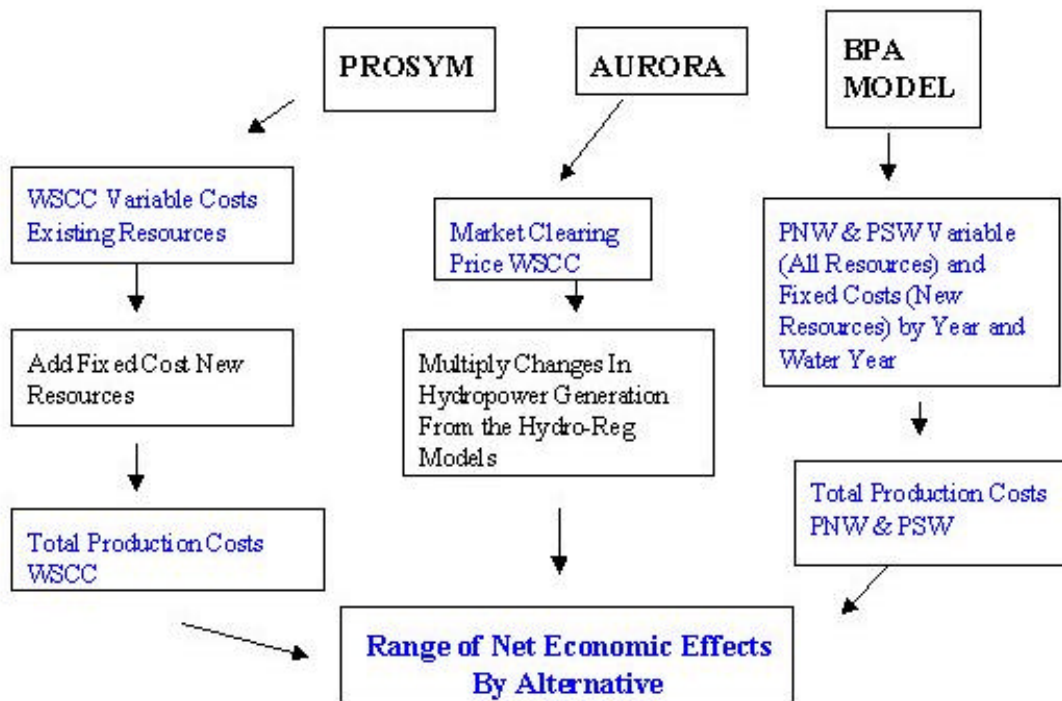 PROSYM
AURORA
BPA
MODEL
WSCC Variable Costs
Existing Resources
Market Clearing
Price WSCC
PNW & PSW Variable
(All Resources) and
Fixed Costs (New
Resources) by Year and
Water Year
Add Fixed Cost New
Resources
Multiply Changes In
Hydropower Generation
From the Hydro-Reg
Models
Total Production Costs
WSCC
Total Production Costs
PNW & PSW
Range of Net Economic Effects
By Alternative